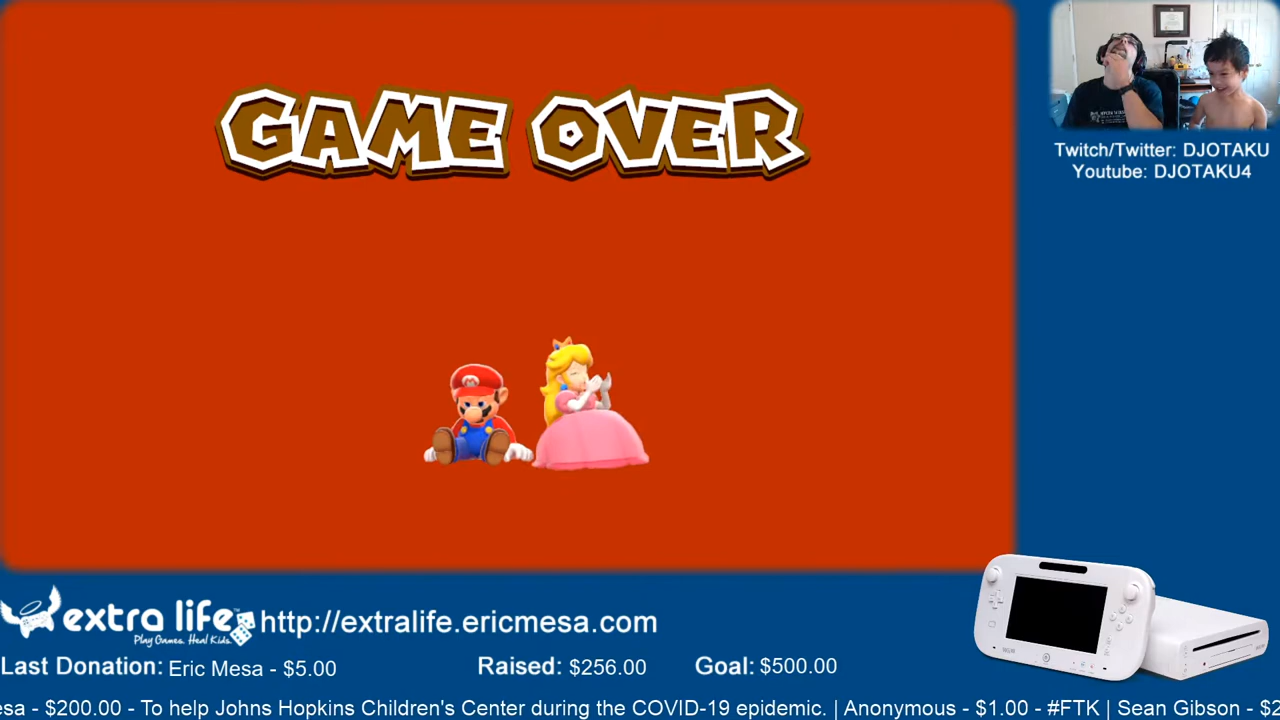 GAME OVER
Twitch/Twitter: DJOTAKU
Youtube: DJOTAKU4
extra life
Play Games. Heal Kids.
http://extralife.ericmesa.com
Last Donation: Eric Mesa - $5.00 Raised: $256.00 Goal: $500.00
esa - $200.00 - To help Johns Hopkins Children's Center during the COVID-19 epidemic. | Anonymous - $1.00 - #FTK | Sean Gibson - $2